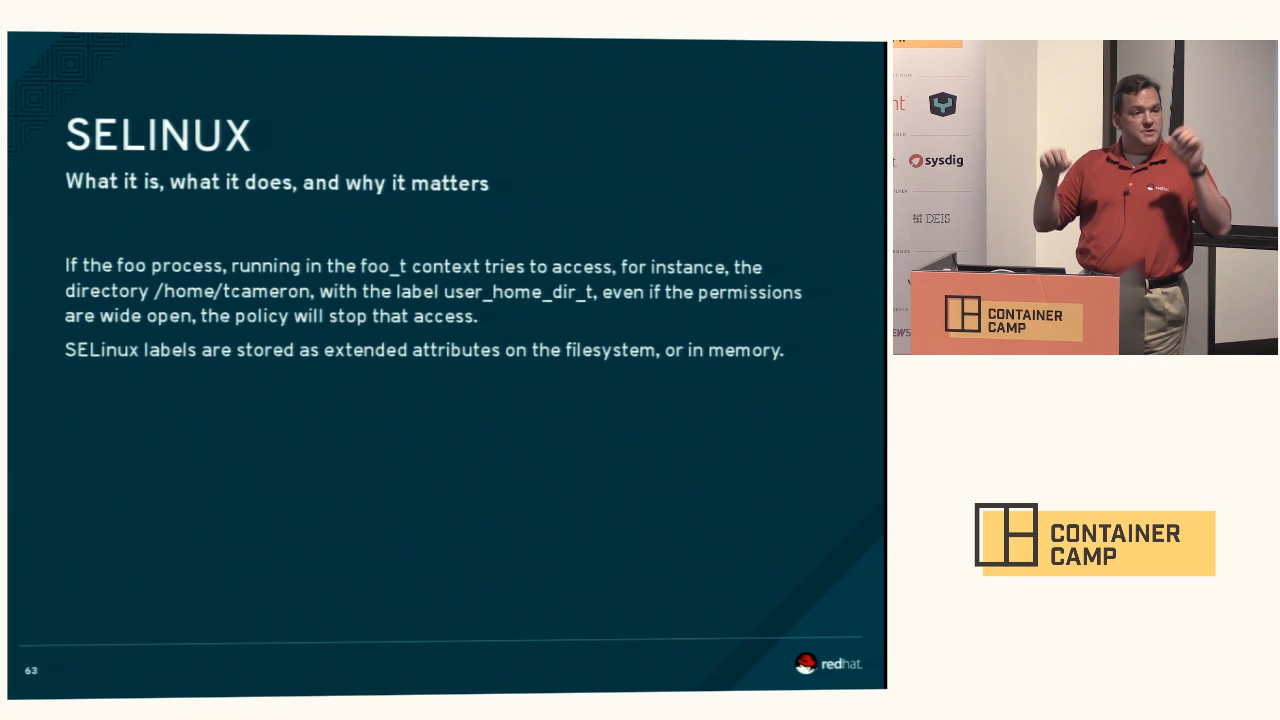 SELINUX
What it is, what it does, and why it matters
If the foo process, running in the foo_t context tries to access, for instance, the
directory /home/tcameron, with the label user_home_dir_t, even if the permissions
are wide open, the policy will stop that access.
SELinux labels are stored as extended attributes on the filesystem, or in memory.
63
redhat.
sysdig
DEIS
redhat
CONTAINER
CAMP
CONTAINER
CAMP